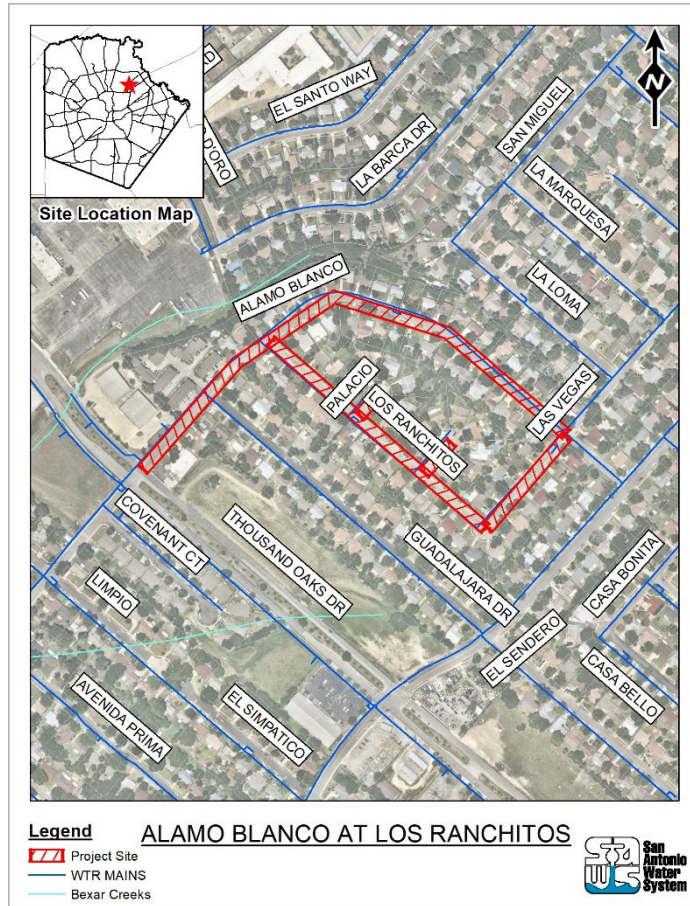 Site Location Map
N
D'ORO
EL SANTO WAY
LA BARCA DR
SAN MIGUEL
LA MARQUESA
LA LOMA
ALAMO BLANCO
PALACIO
LOS RANCHITOS
LAS VEGAS
COVENANT CT
THOUSAND OAKS DR
GUADALAJARA DR
CASA BONITA
LIMPIO
EL SENDERO
CASA BELLO
AVENIDA PRIMA
EL SIMPATICO
Legend
Project Site
WTR MAINS
Bexar Creeks
ALAMO BLANCO AT LOS RANCHITOS
San
Antonio
Water
System